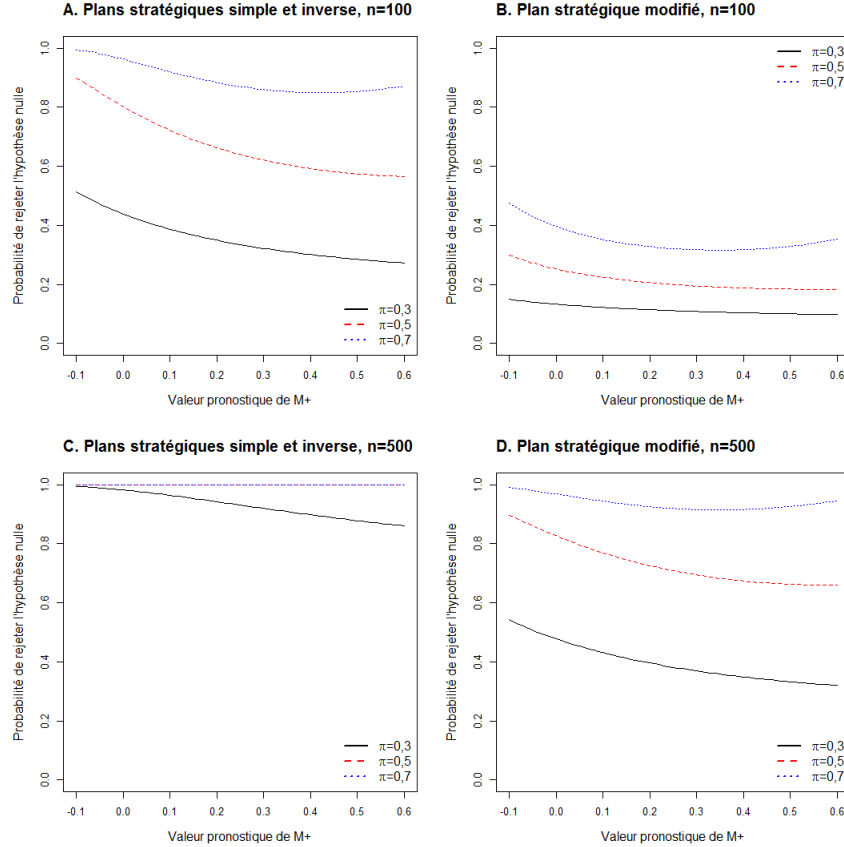 A. Plans stratégiques simple et inverse, n=100
Probabilité de rejeter l'hypothèse nulle
1.0
0.8
0.6
0.4
0.2
0.0
π=0,3
π=0,5
π=0,7
-0.1 0.0 0.1 0.2 0.3 0.4 0.5 0.6
Valeur pronostique de M+
B. Plan stratégique modifié, n=100
Probabilité de rejeter l'hypothèse nulle
1.0
0.8
0.6
0.4
0.2
0.0
π=0,3
π=0,5
π=0,7
-0.1 0.0 0.1 0.2 0.3 0.4 0.5 0.6
Valeur pronostique de M+
C. Plans stratégiques simple et inverse, n=500
Probabilité de rejeter l'hypothèse nulle
1.0
0.8
0.6
0.4
0.2
0.0
π=0,3
π=0,5
π=0,7
-0.1 0.0 0.1 0.2 0.3 0.4 0.5 0.6
Valeur pronostique de M+
D. Plan stratégique modifié, n=500
Probabilité de rejeter l'hypothèse nulle
1.0
0.8
0.6
0.4
0.2
0.0
π=0,3
π=0,5
π=0,7
-0.1 0.0 0.1 0.2 0.3 0.4 0.5 0.6
Valeur pronostique de M+